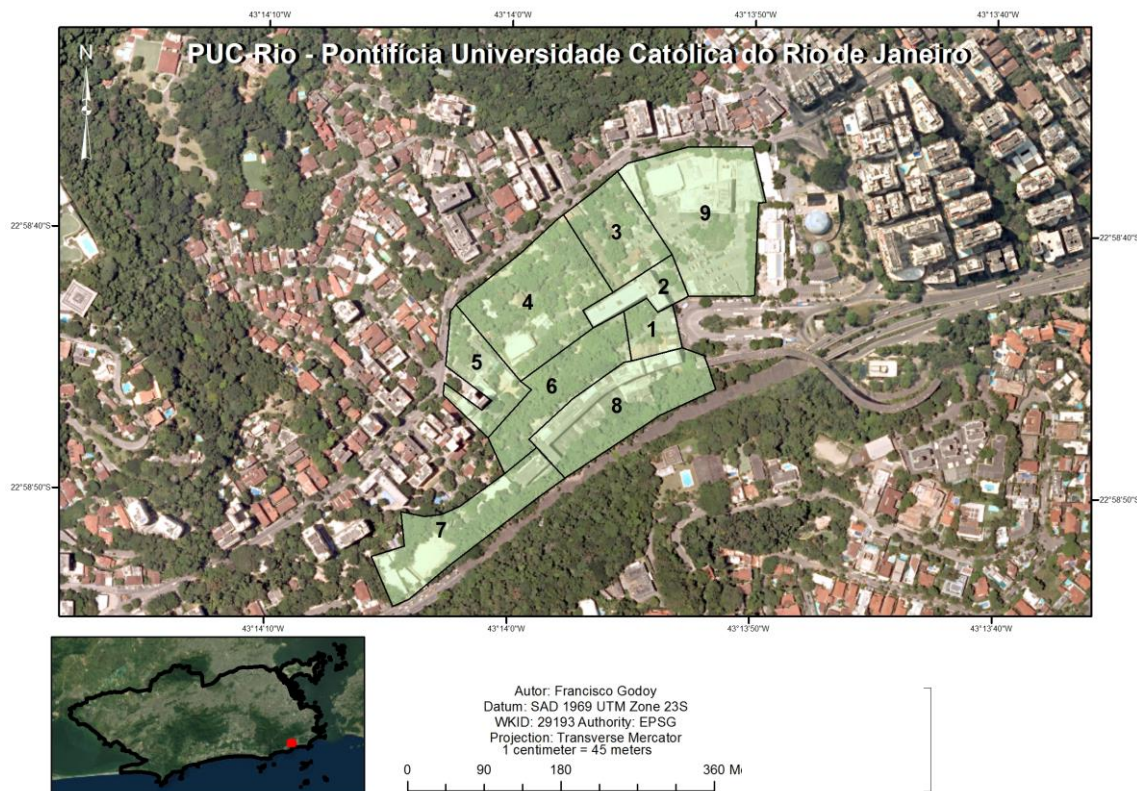 43°14'10"W 43°14'0"W 43°13'50"W 43°13'40"W
N
PUC-Rio - Pontifícia Universidade Católica do Rio de Janeiro
22°58'40"S
22°58'40"S
9
3
4
2
1
5
6
8
22°58'50"S
22°58'50"S
7
43°14'10"W 43°14'0"W 43°13'50"W 43°13'40"W
Autor: Francisco Godoy
Datum: SAD 1969 UTM Zone 23S
WKID: 29193 Authority: EPSG
Projection: Transverse Mercator
1 centimeter = 45 meters
0 90 180 360 M